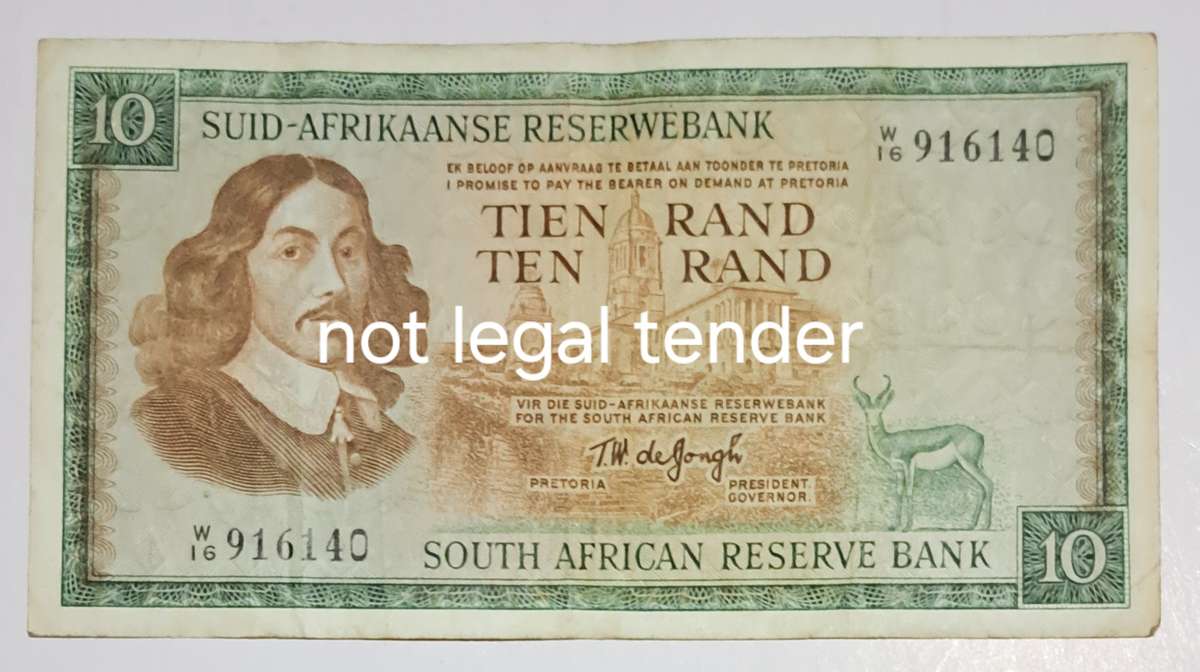 10
SUID-AFRIKAANSE RESERWEBANK
W/16 916140
EK BELOOF OP AANVRAAG TE BETAAL AAN TOONDER TE PRETORIA
I PROMISE TO PAY THE BEARER ON DEMAND AT PRETORIA
TIEN RAND
TEN RAND
not legal tender
VIR DIE SUID-AFRIKAANSE RESERWEBANK
FOR THE SOUTH AFRICAN RESERVE BANK
T.W. de Jongh
PRETORIA
PRESIDENT.
GOVERNOR.
W/16 916140
SOUTH AFRICAN RESERVE BANK
10